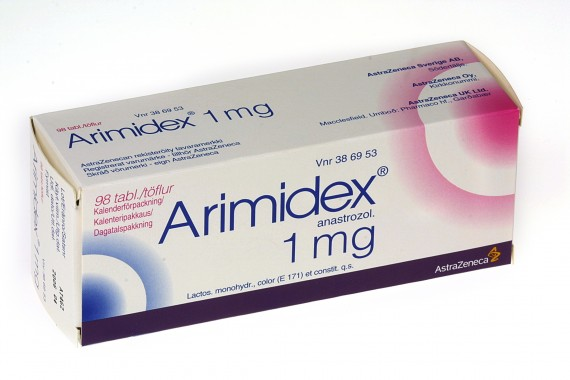 98 tabl./töflur
Vnr 38 69 53
Arimidex® 1 mg
AstraZenecan rekisteröity tavaramerkki
Registrerat varumärke - tillhör AstraZeneca
Skráð vörumerki - eign AstraZeneca
AstraZeneca Sverige AB,
Södertälje
AstraZeneca Oy,
Kirkkonummi
AstraZeneca UK Ltd.
Macclesfield, Umboð: Pharmaco hf., Garðabær
Vnr 38 69 53
98 tabl./töflur
Kalenderförpackning/
Kalenteripakkaus/
Dagatalspakkning
Arimidex®
anastrozol.
1 mg
Lactos. monohydr., color (E 171) et constit. q.s.
AstraZeneca